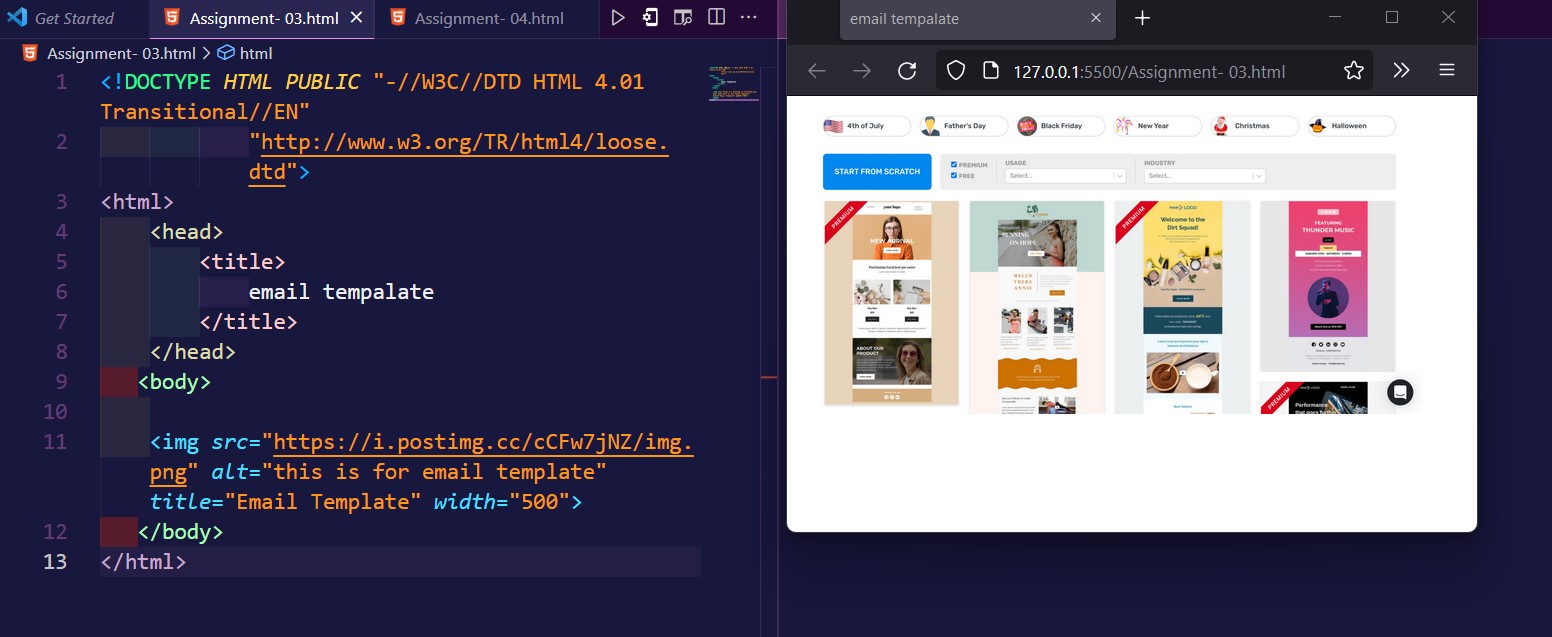 Get Started
Assignment- 03.html
Assignment- 04.html
Assignment- 03.html > html
1 <!DOCTYPE HTML PUBLIC "-//W3C//DTD HTML 4.01
Transitional//EN"
2 "http://www.w3.org/TR/html4/loose.
dtd">
3 <html>
4 <head>
5 <title>
6 email tempalate
7 </title>
8 </head>
9 <body>
10
11 <img src="https://i.postimg.cc/cCFw7jNZ/img.
png" alt="this is for email template"
title="Email Template" width="500">
12 </body>
13 </html>
email tempalate
127.0.0.1:5500/Assignment- 03.html
4th of July
Father's Day
Black Friday
New Year
Christmas
Halloween
START FROM SCRATCH
PREMIUM
FREE
USAGE
Select...
INDUSTRY
Select...
PREMIUM
NEW ARRIVAL
ABOUT OUR
PRODUCT
RUNNING
ON HOPE
HELLO
THERE
ANNIE
PREMIUM
YOUR LOGO
Welcome to the
Dirt Squad!
FEATURING
THUNDER MUSIC
PREMIUM
Performance
that goes further